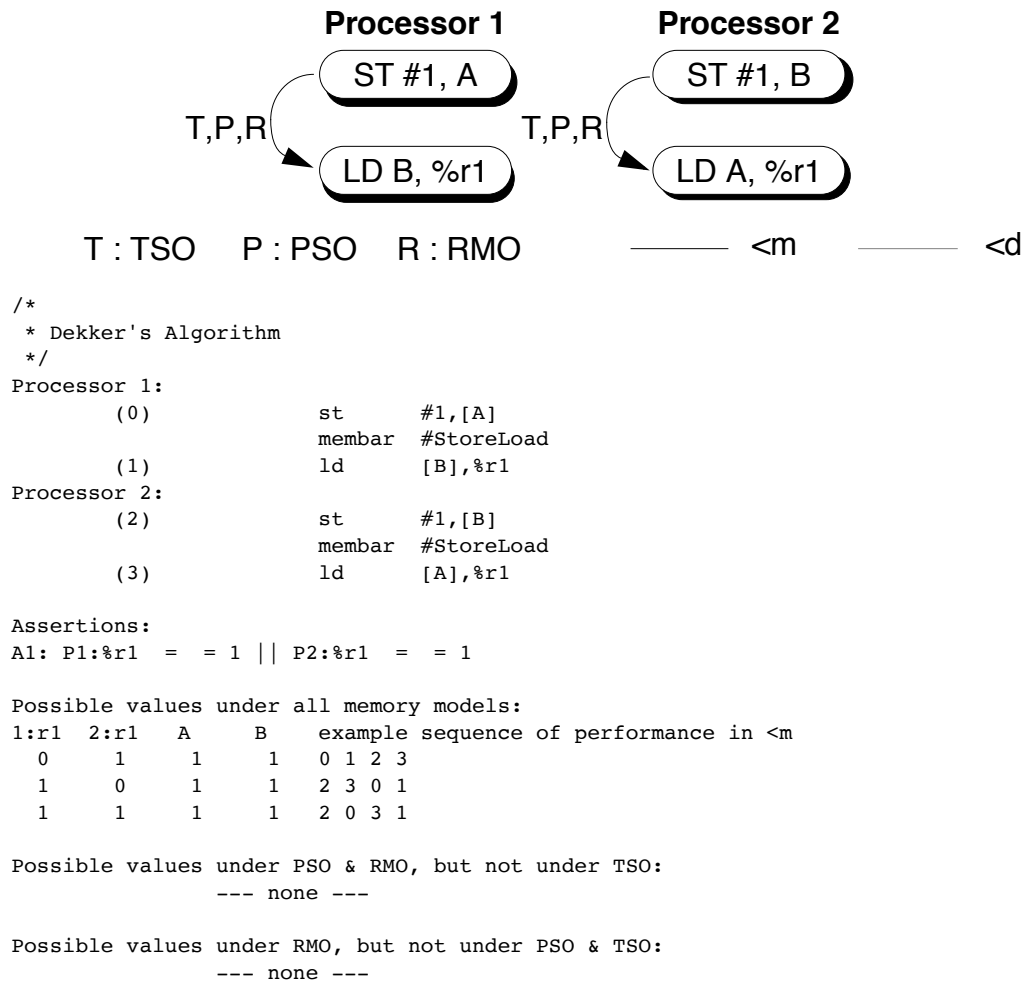 Processor 1 Processor 2
ST #1, A ST #1, B
T,P,R T,P,R
LD B, %r1 LD A, %r1
T : TSO P : PSO R : RMO <m <d
/*
 * Dekker's Algorithm
 */
Processor 1:
(0) st #1,[A]
membar #StoreLoad
(1) ld [B],%r1
Processor 2:
(2) st #1,[B]
membar #StoreLoad
(3) ld [A],%r1
Assertions:
A1: P1:%r1 = = 1 || P2:%r1 = = 1
Possible values under all memory models:
1:r1 2:r1 A B example sequence of performance in <m
0 1 1 1 0 1 2 3
1 0 1 1 2 3 0 1
1 1 1 1 2 0 3 1
Possible values under PSO & RMO, but not under TSO:
--- none ---
Possible values under RMO, but not under PSO & TSO:
--- none ---